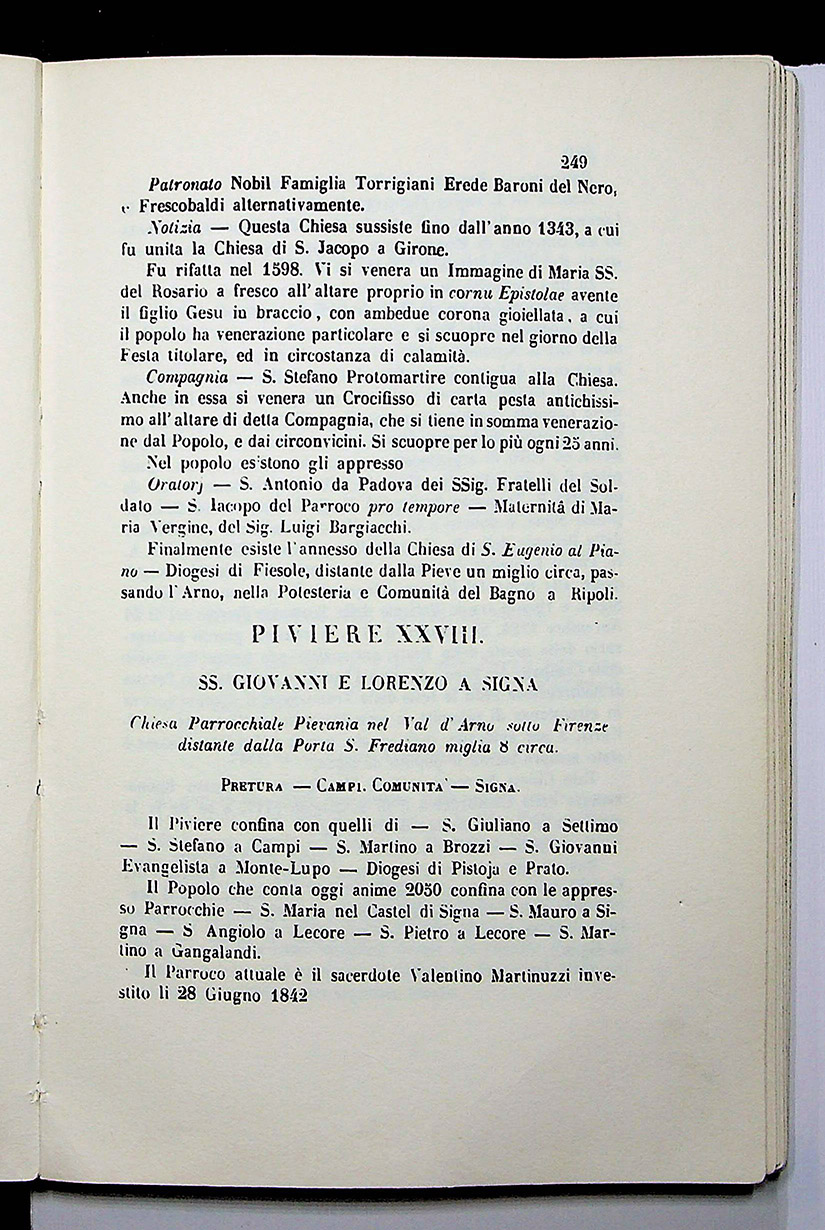 249
Patronato Nobil Famiglia Torrigiani Erede Baroni del Nero,
e Frescobaldi alternativamente.
Notizia — Questa Chiesa sussiste fino dall'anno 1343, a cui
fu unita la Chiesa di S. Jacopo a Girone.
Fu rifatta nel 1598. Vi si venera un Immagine di Maria SS.
del Rosario a fresco all'altare proprio in cornu Epistolae avente
il figlio Gesu in braccio, con ambedue corona gioiellata, a cui
il popolo ha venerazione particolare e si scuopre nel giorno della
Festa titolare, ed in circostanza di calamità.
Compagnia — S. Stefano Protomartire contigua alla Chiesa.
Anche in essa si venera un Crocifisso di carta pesta antichissi-
mo all'altare di detta Compagnia, che si tiene in somma venerazio-
ne dal Popolo, e dai circonvicini. Si scuopre per lo più ogni 25 anni.
Nel popolo esistono gli appresso
Oratorj — S. Antonio da Padova dei SSig. Fratelli del Sol-
dato — S. Iacopo del Parroco pro tempore — Maternitâ di Ma-
ria Vergine, del Sig. Luigi Bargiacchi.
Finalmente esiste l'annesso della Chiesa di S. Eugenio al Pia-
no — Diogesi di Fiesole, distante dalla Pieve un miglio circa, pas-
sando l'Arno, nella Potesteria e Comunità del Bagno a Ripoli.
PIVIERE XXVIII.
SS. GIOVANNI E LORENZO A SIGNA
Chiesa Parrocchiale Pievania nel Val d'Arno sotto Firenze
distante dalla Porta S. Frediano miglia 8 circa.
PRETURA — CAMPI. COMUNITA' — SIGNA.
Il Piviere confina con quelli di — S. Giuliano a Settimo
— S. Stefano a Campi — S. Martino a Brozzi — S. Giovanni
Evangelista a Monte-Lupo — Diogesi di Pistoja e Prato.
Il Popolo che conta oggi anime 2050 confina con le appres-
so Parrocchie — S. Maria nel Castel di Signa — S. Mauro a Si-
gna — S Angiolo a Lecore — S. Pietro a Lecore — S. Mar-
tino a Gangalandi.
Il Parroco attuale è il sacerdote Valentino Martinuzzi inve-
stito li 28 Giugno 1842